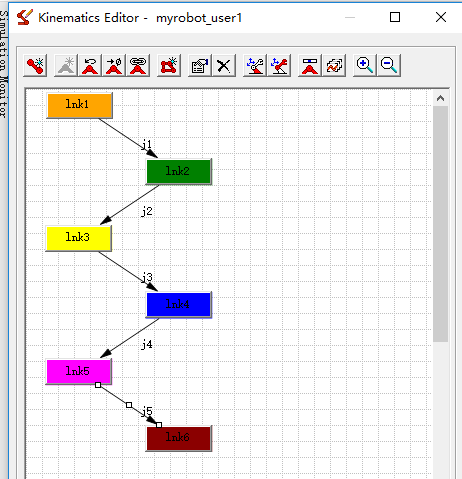 Kinematics Editor -  myrobot_user1
Simulation Monitor
lnk1
j1
lnk2
j2
lnk3
j3
lnk4
j4
lnk5
j5
lnk6